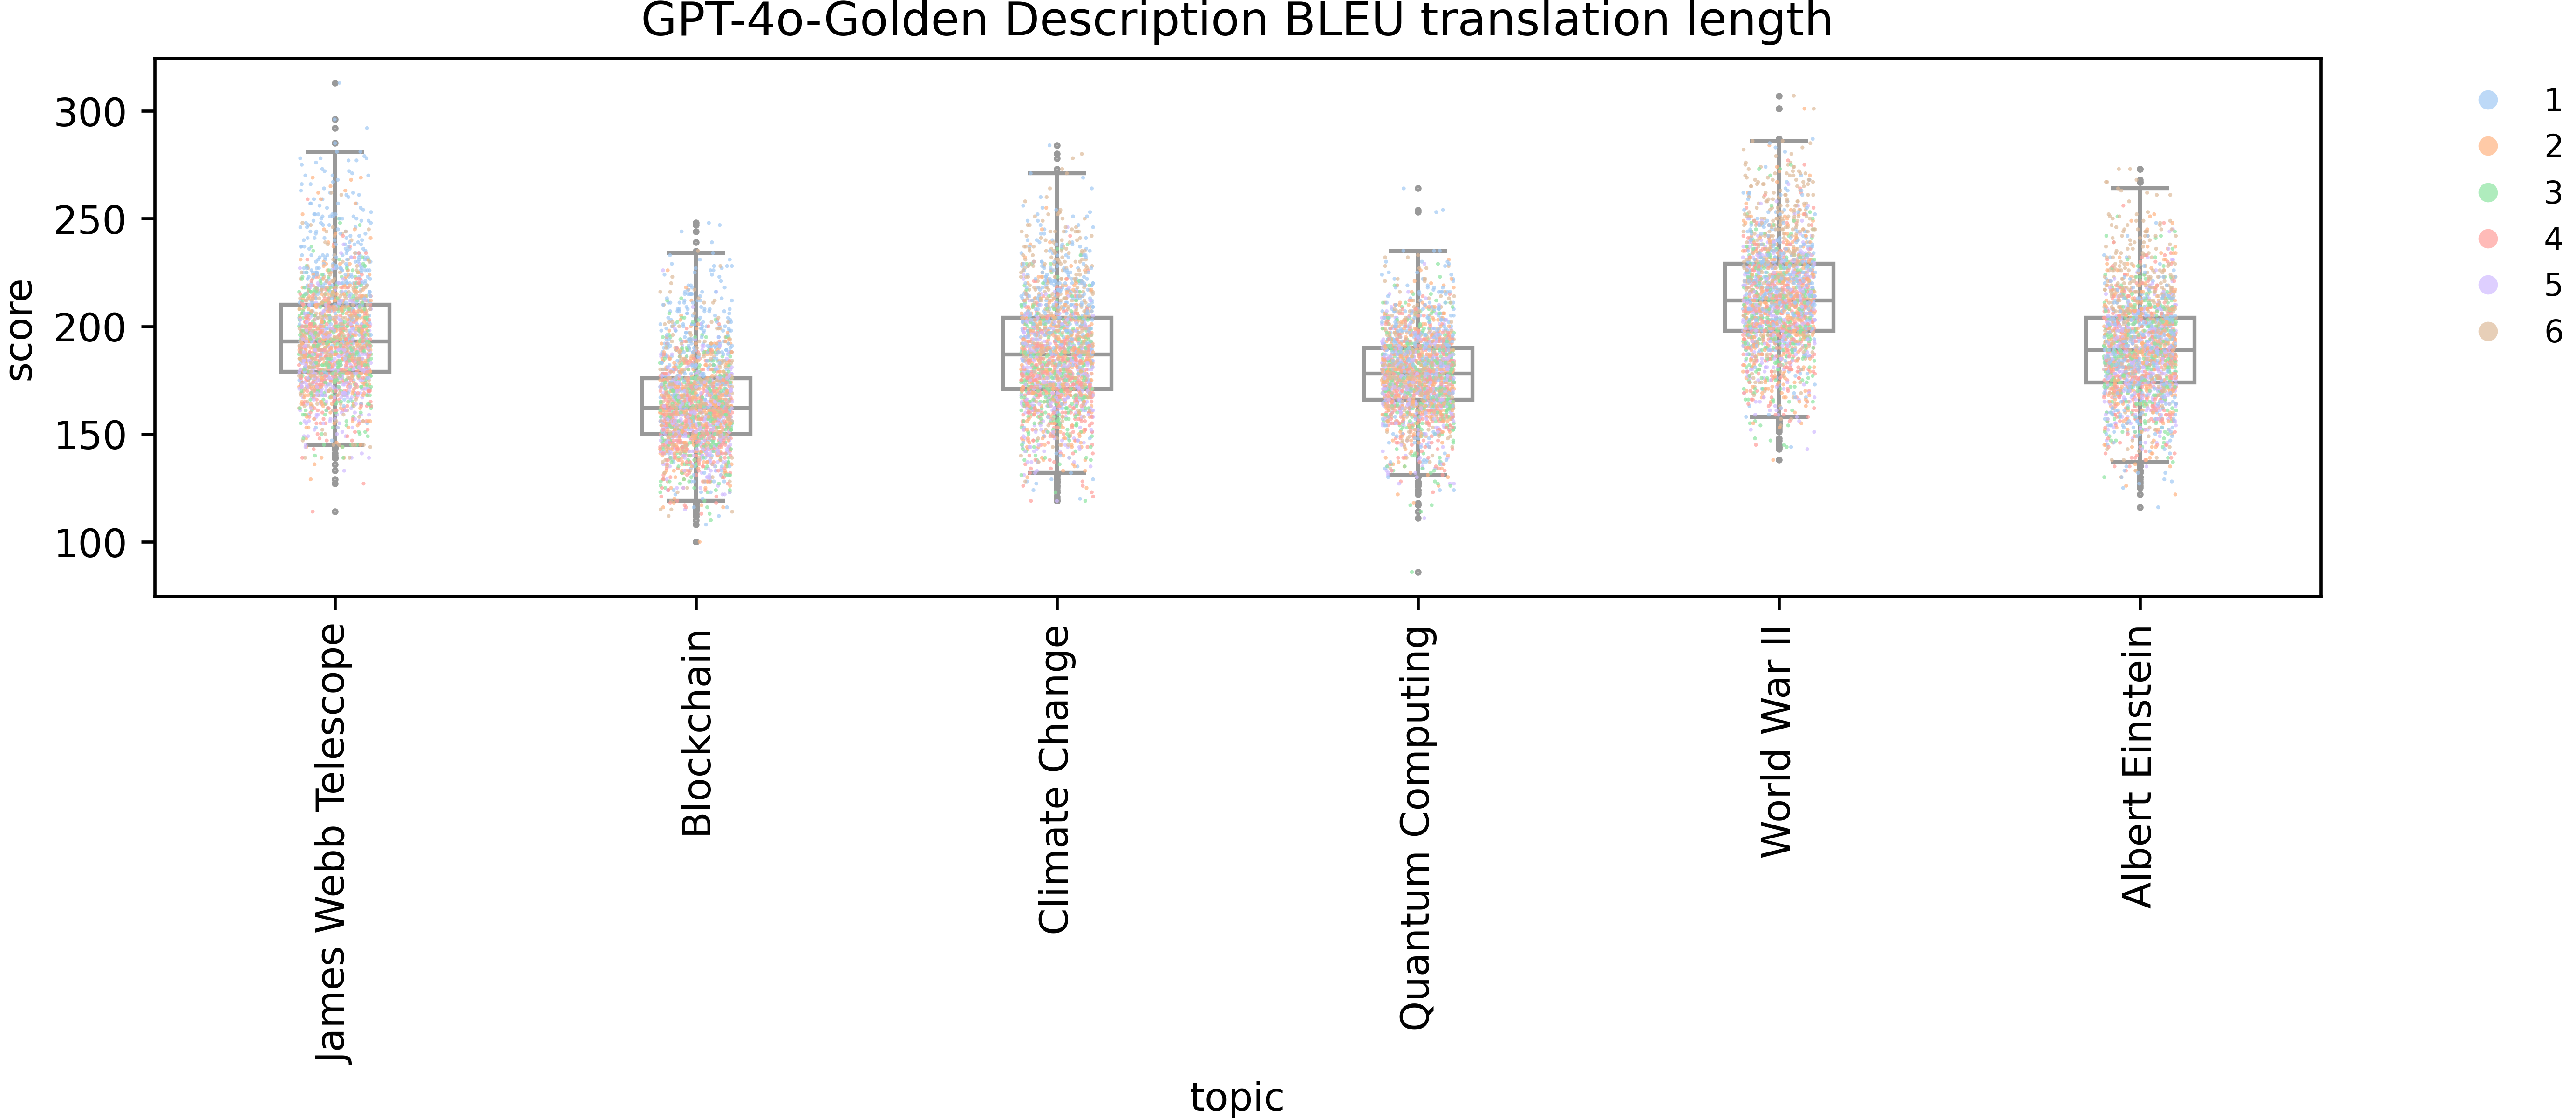 GPT-4o-Golden Description BLEU translation length
score
300
250
200
150
100
James Webb Telescope
Blockchain
Climate Change
Quantum Computing
World War II
Albert Einstein
topic
1
2
3
4
5
6